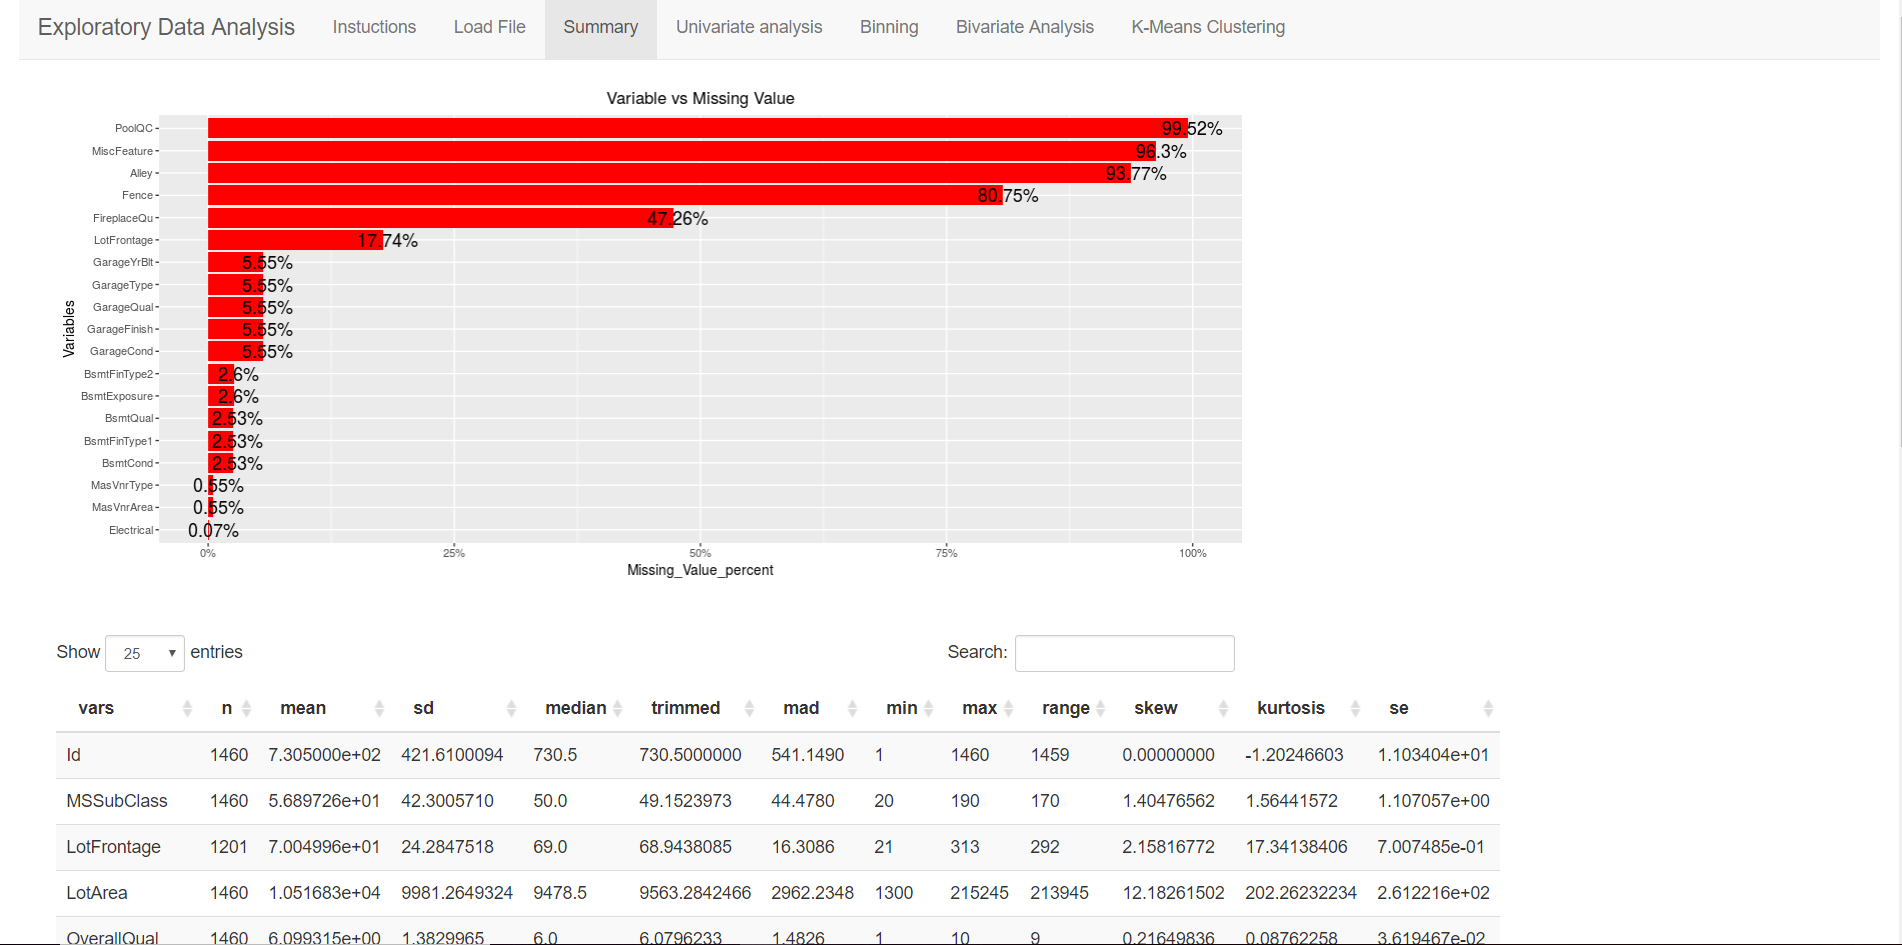 Exploratory Data Analysis Instuctions Load File Summary Univariate analysis Binning Bivariate Analysis K-Means Clustering
Variable vs Missing Value
Variables
PoolQC 99.52%
MiscFeature 96.3%
Alley 93.77%
Fence 80.75%
FireplaceQu 47.26%
LotFrontage 17.74%
GarageYrBlt 5.55%
GarageType 5.55%
GarageQual 5.55%
GarageFinish 5.55%
GarageCond 5.55%
BsmtFinType2 2.6%
BsmtExposure 2.6%
BsmtQual 2.53%
BsmtFinType1 2.53%
BsmtCond 2.53%
MasVnrType 0.55%
MasVnrArea 0.55%
Electrical 0.07%
0% 25% 50% 75% 100%
Missing_Value_percent
Show 25 entries Search:
vars n mean sd median trimmed mad min max range skew kurtosis se
Id 1460 7.305000e+02 421.6100094 730.5 730.5000000 541.1490 1 1460 1459 0.00000000 -1.20246603 1.103404e+01
MSSubClass 1460 5.689726e+01 42.3005710 50.0 49.1523973 44.4780 20 190 170 1.40476562 1.56441572 1.107057e+00
LotFrontage 1201 7.004996e+01 24.2847518 69.0 68.9438085 16.3086 21 313 292 2.15816772 17.34138406 7.007485e-01
LotArea 1460 1.051683e+04 9981.2649324 9478.5 9563.2842466 2962.2348 1300 215245 213945 12.18261502 202.26232234 2.612216e+02
OverallQual 1460 6.099315e+00 1.3829965 6.0 6.0796233 1.4826 1 10 9 0.21649836 0.08762258 3.619467e-02